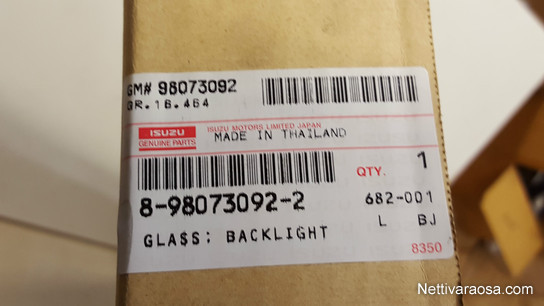 GM# 98073092
GR.16.464
ISUZU
GENUINE PARTS
ISUZU MOTORS LIMITED JAPAN
MADE IN THAILAND
QTY. 1
8-98073092-2
682-001
L BJ
GLASS: BACKLIGHT
8350
Nettivaraosa.com